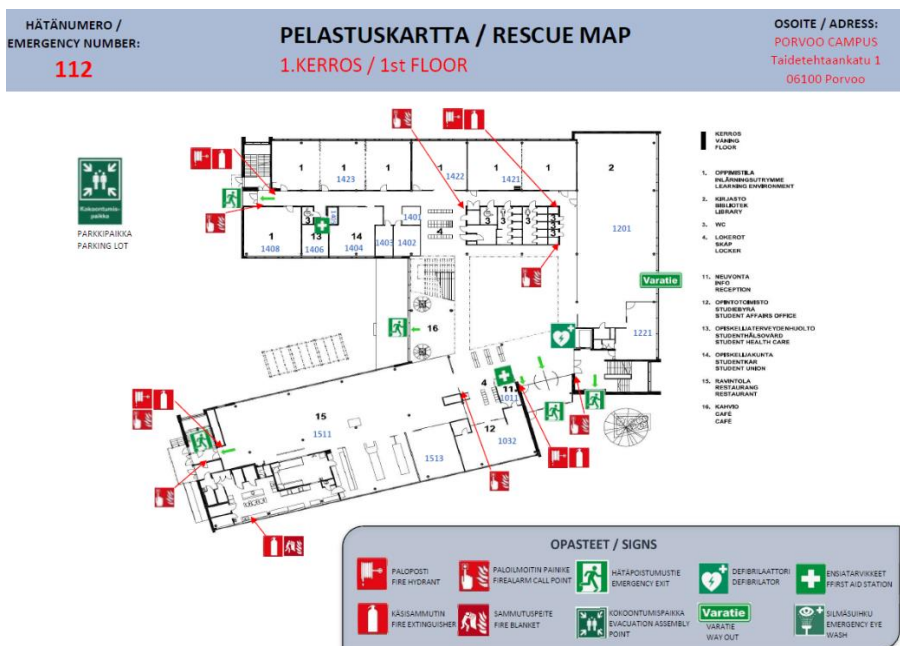 HÄTÄNUMERO /
EMERGENCY NUMBER:
112
PELASTUSKARTTA / RESCUE MAP
1.KERROS / 1st FLOOR
OSOITE / ADRESS:
PORVOO CAMPUS
Taidetehtaankatu 1
06100 Porvoo
Kokoontumis-
paikka
PARKKIPAIKKA
PARKING LOT
1
1
1423
1
1
1422
1
1421
1
2
1201
1
1408
3
13
1406
14
1404
1403
1402
1401
4
3
3
3
Varatie
1221
16
4
11
1011
12
1032
15
1511
1513
KERROS
VÅNING
FLOOR
1. OPPIMISTILA
INLÄRNINGSUTRYMME
LEARNING ENVIRONMENT
2. KIRJASTO
BIBLIOTEK
LIBRARY
3. WC
4. LOKEROT
SKÅP
LOCKER
11. NEUVONTA
INFO
RECEPTION
12. OPINTOTOIMISTO
STUDIEBYRÅ
STUDENT AFFAIRS OFFICE
13. OPISKELIJATERVEYDENHUOLTO
STUDENTHÄLSOVÅRD
STUDENT HEALTH CARE
14. OPISKELIJAKUNTA
STUDENTKÅR
STUDENT UNION
15. RAVINTOLA
RESTAURANG
RESTAURANT
16. KAHVIO
CAFÉ
CAFÉ
OPASTEET / SIGNS
PALOPOSTI
FIRE HYDRANT
PALOILMOITIN PAINIKE
FIREALARM CALL POINT
HÄTÄPOISTUMUSTIE
EMERGENCY EXIT
DEFIBRILAATTORI
DEFIBRILATOR
ENSIATARVIKKEET
FFIRST AID STATION
KÄSISAMMUTIN
FIRE EXTINGUISHER
SAMMUTUSPEITE
FIRE BLANKET
KOKOONTUMISPAIKKA
EVACUATION ASSEMBLY
POINT
Varatie
VARATIE
WAY OUT
SILMÄSUIHKU
EMERGENCY EYE
WASH